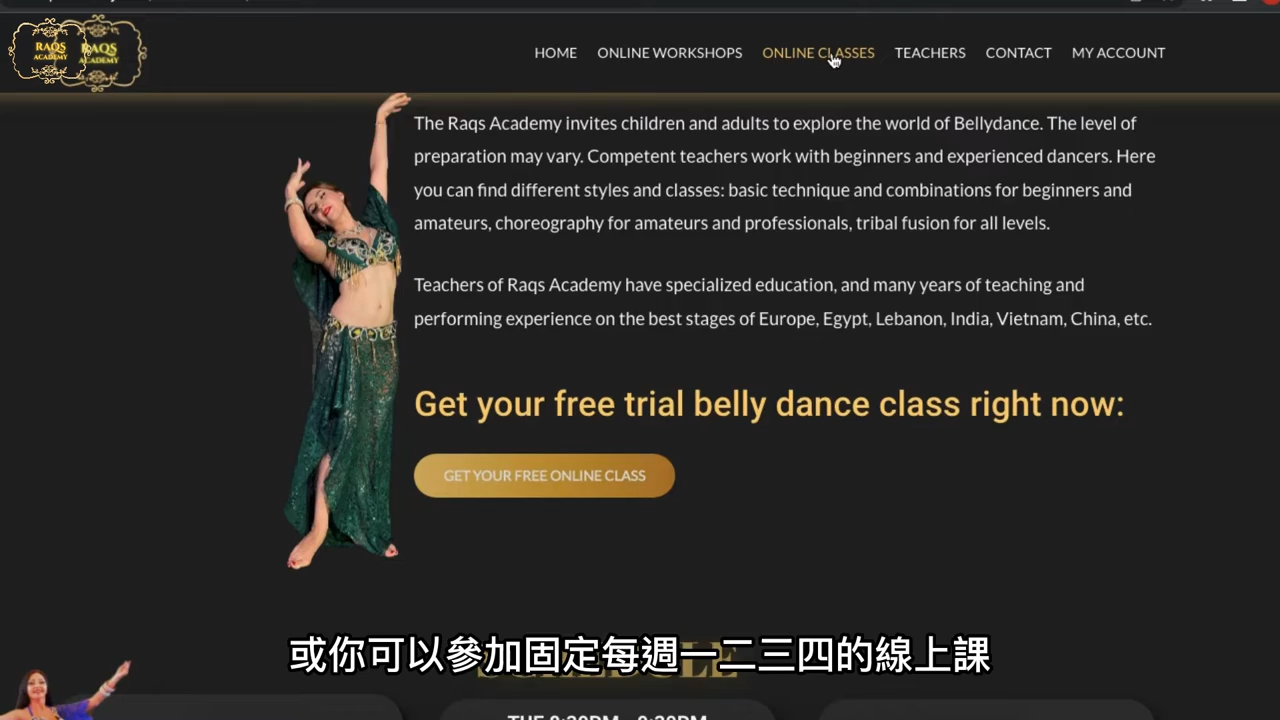 RAQS
ACADEMY
RAQS
ACADEMY
HOME ONLINE WORKSHOPS ONLINE CLASSES TEACHERS CONTACT MY ACCOUNT
The Raqs Academy invites children and adults to explore the world of Bellydance. The level of
preparation may vary. Competent teachers work with beginners and experienced dancers. Here
you can find different styles and classes: basic technique and combinations for beginners and
amateurs, choreography for amateurs and professionals, tribal fusion for all levels.
Teachers of Raqs Academy have specialized education, and many years of teaching and
performing experience on the best stages of Europe, Egypt, Lebanon, India, Vietnam, China, etc.
Get your free trial belly dance class right now:
GET YOUR FREE ONLINE CLASS
或你可以參加固定每週一二三四的線上課